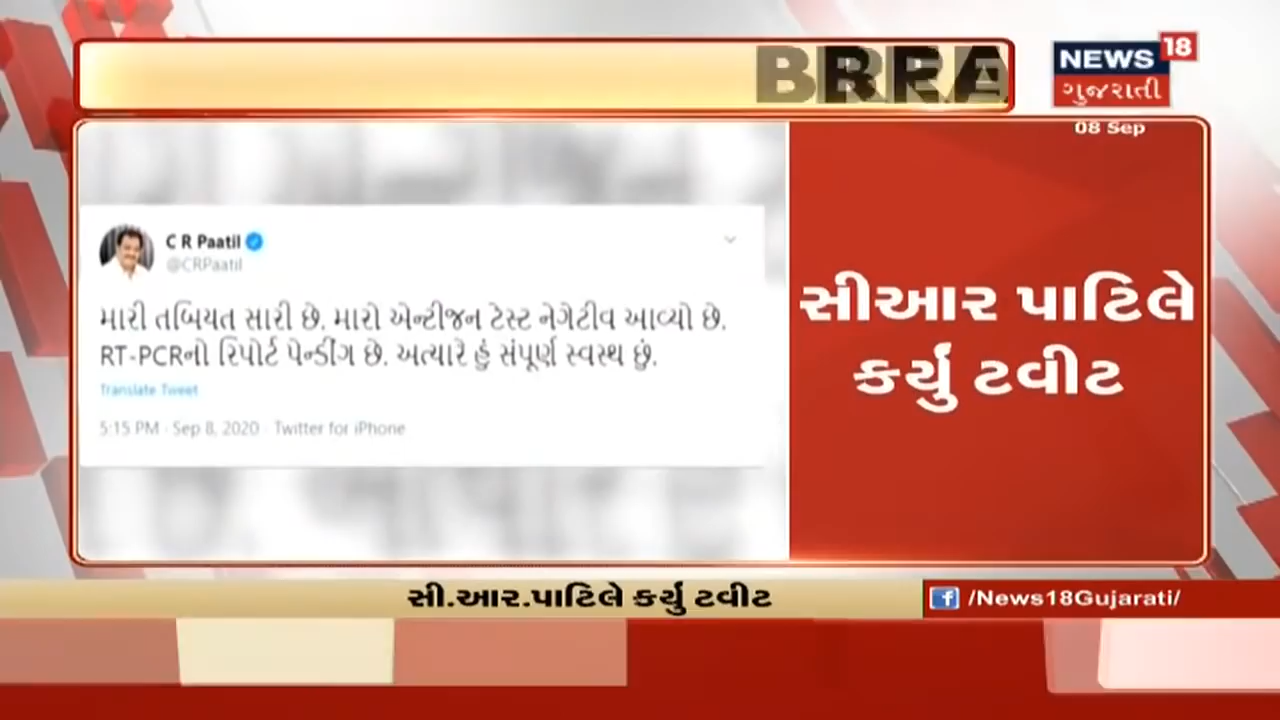 NEWS 18
ગુજરાતી
08 Sep
C R Paatil
@CRPaatil
મારી તબિયત સારી છે. મારો એન્ટીજન ટેસ્ટ નેગેટીવ આવ્યો છે.
RT-PCRનો રિપોર્ટ પેન્ડીંગ છે. અત્યારે હું સંપૂર્ણ સ્વસ્થ છું.
Translate Tweet
5:15 PM · Sep 8, 2020 · Twitter for iPhone
સીઆર પાટિલે
કર્યુ ટવીટ
સી.આર.પાટિલે કર્યુ ટવીટ
/News18Gujarati/